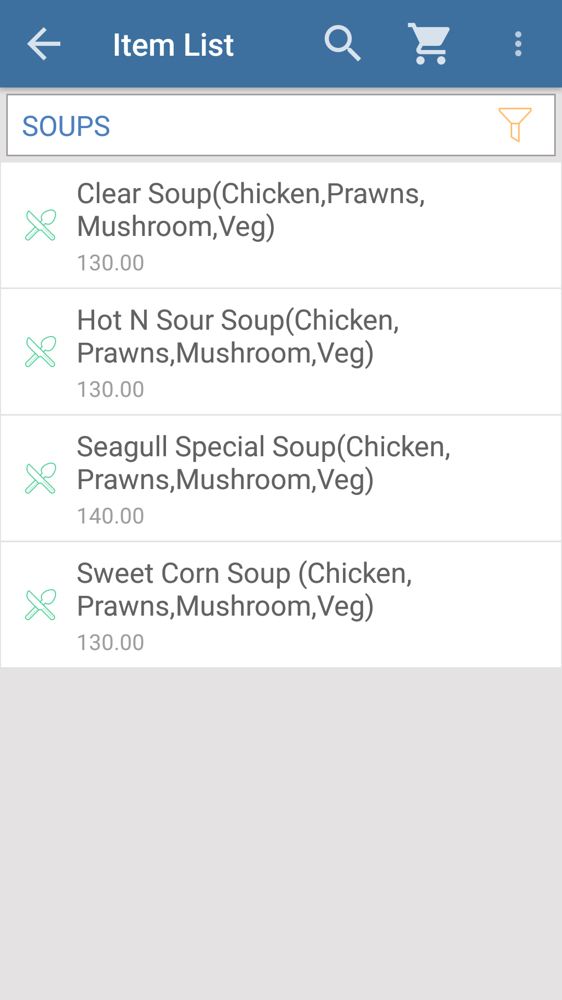 Item List
SOUPS
Clear Soup(Chicken,Prawns,
Mushroom,Veg)
130.00
Hot N Sour Soup(Chicken,
Prawns,Mushroom,Veg)
130.00
Seagull Special Soup(Chicken,
Prawns,Mushroom,Veg)
140.00
Sweet Corn Soup (Chicken,
Prawns,Mushroom,Veg)
130.00